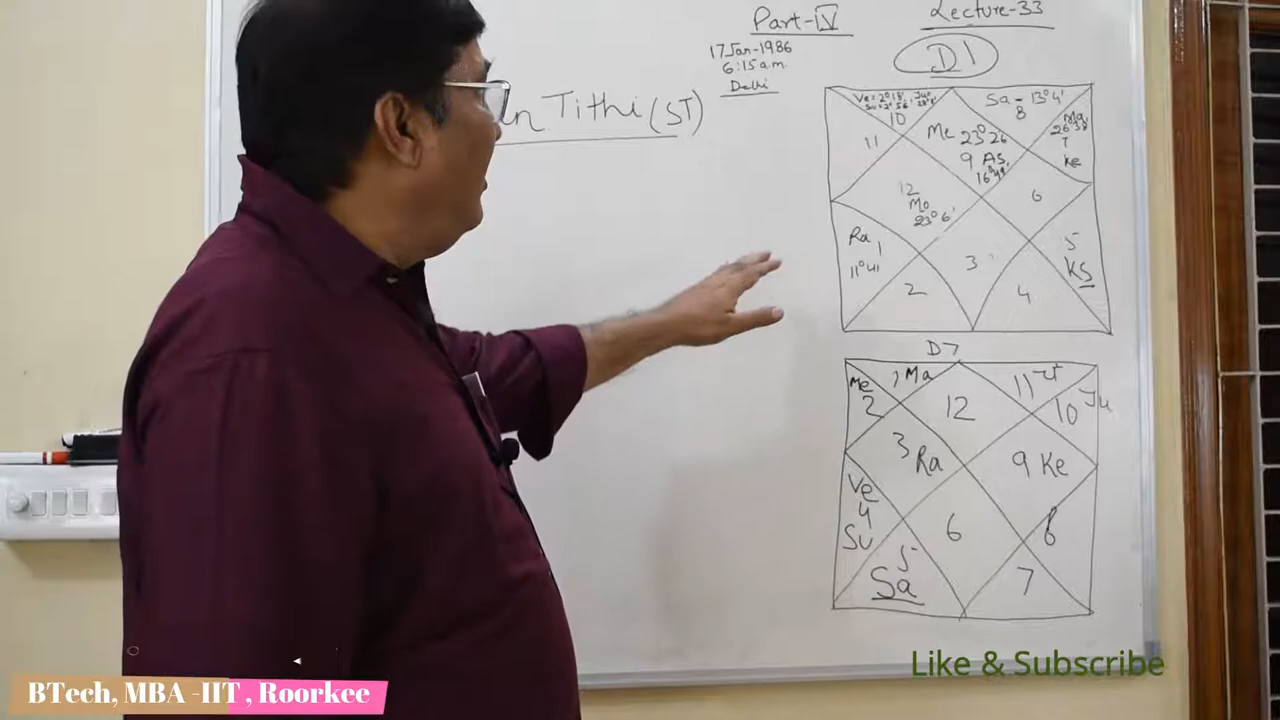 Part-IV
Lecture-33
17 Jan-1986
6:15 a.m.
Delhi
D1
Tithi (ST)
Ve = 2°18'
10
Sa - 13°4'
8
11
Me 23°26
9 As
7
Ke
12
Mo
23°6'
6
Ra 1
11°41
5
KS
3
2
4
D7
Me
2
Ma
12
11
10 Ju
3 Ra
9 Ke
Ve
4
Su
6
8
5
Sa
7
Like & Subscribe
BTech, MBA -IIT , Roorkee